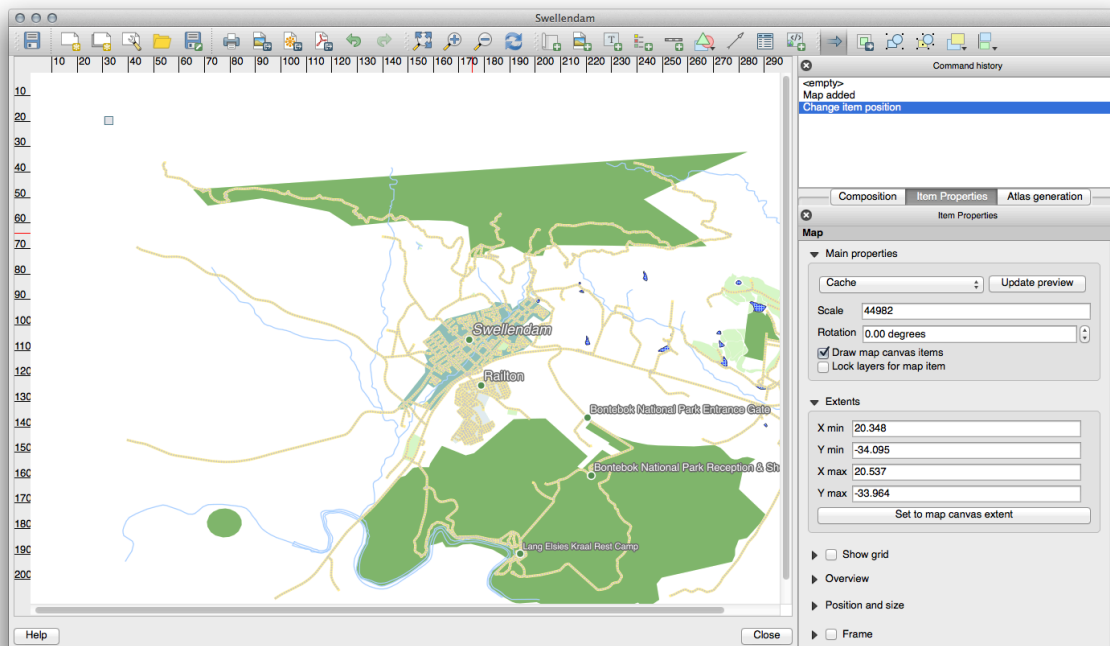 Swellendam
10 20 30 40 50 60 70 80 90 100 110 120 130 140 150 160 170 180 190 200 210 220 230 240 250 260 270 280 290
10
20
30
40
50
60
70
80
90
100
110
120
130
140
150
160
170
180
190
200
Swellendam
Railton
Bontebok National Park Entrance Gate
Bontebok National Park Reception & Sh
Lang Elsies Kraal Rest Camp
Help
Close
Command history
<empty>
Map added
Change item position
Composition
Item Properties
Atlas generation
Item Properties
Map
Main properties
Cache
Update preview
Scale
44982
Rotation
0.00 degrees
Draw map canvas items
Lock layers for map item
Extents
X min
20.348
Y min
-34.095
X max
20.537
Y max
-33.964
Set to map canvas extent
Show grid
Overview
Position and size
Frame